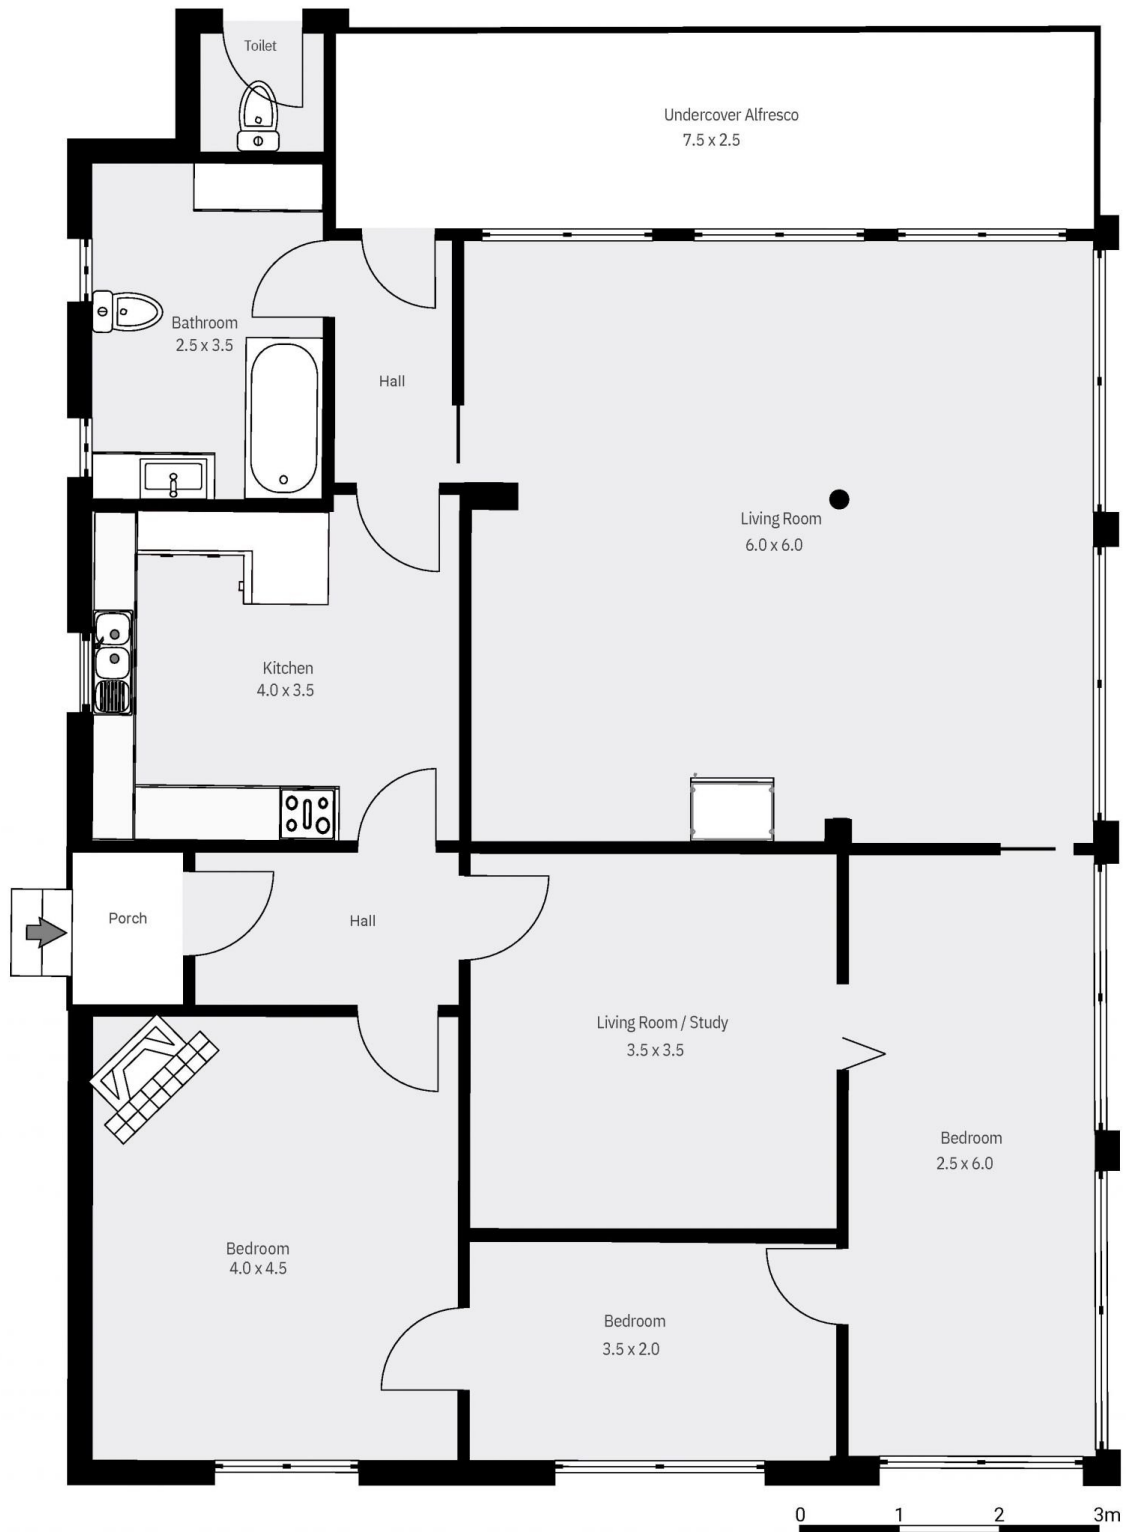 Toilet
Undercover Alfresco
7.5 x 2.5
Bathroom
2.5 x 3.5
Hall
Living Room
6.0 x 6.0
Kitchen
4.0 x 3.5
Porch
Hall
Living Room / Study
3.5 x 3.5
Bedroom
2.5 x 6.0
Bedroom
4.0 x 4.5
Bedroom
3.5 x 2.0
0 1 2 3m